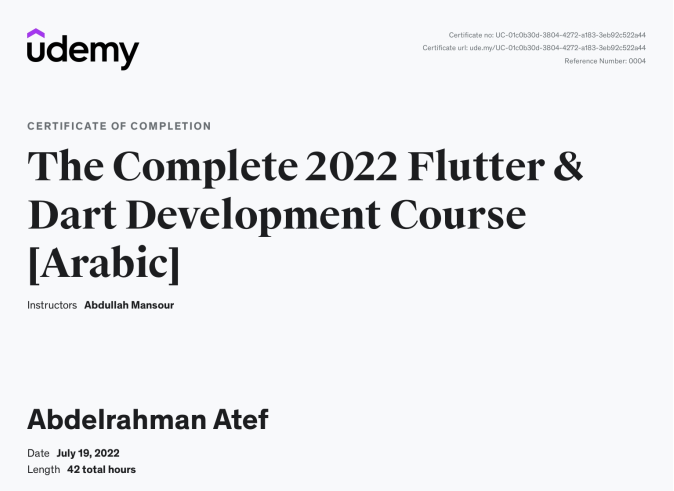 udemy
Certificate no: UC-01c0b30d-3804-4272-a183-3eb92c522a44
Certificate url: ude.my/UC-01c0b30d-3804-4272-a183-3eb92c522a44
Reference Number: 0004
CERTIFICATE OF COMPLETION
The Complete 2022 Flutter &
Dart Development Course
[Arabic]
Instructors Abdullah Mansour
Abdelrahman Atef
Date July 19, 2022
Length 42 total hours